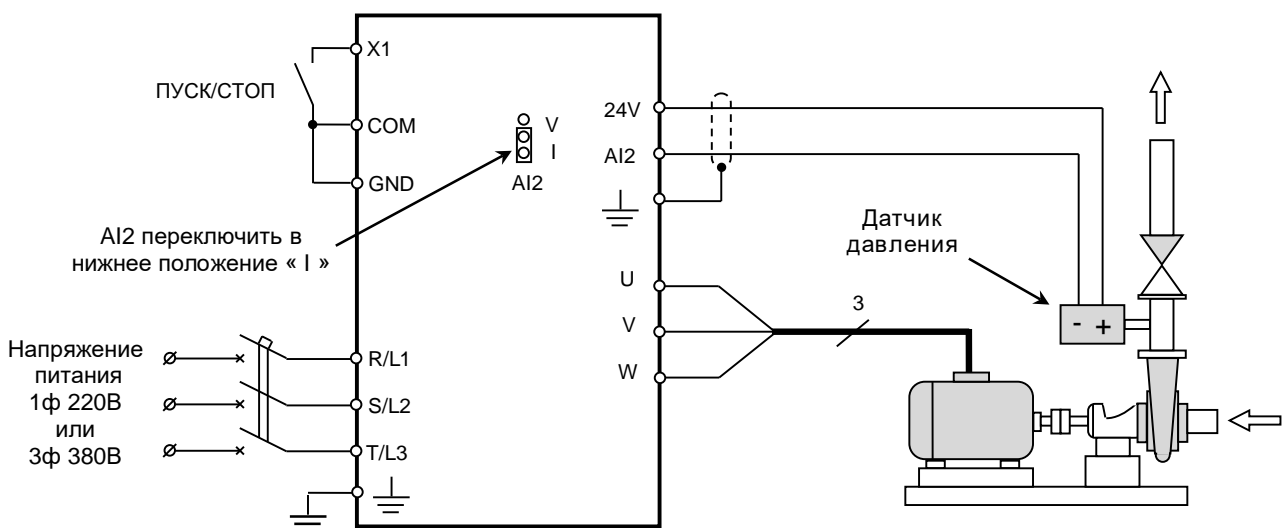 X1
ПУСК/СТОП
COM
GND
V
I
AI2
AI2 переключить в
нижнее положение « I »
24V
AI2
U
V
W
3
Датчик
давления
- +
Напряжение
питания
1ф 220В
или
3ф 380В
R/L1
S/L2
T/L3